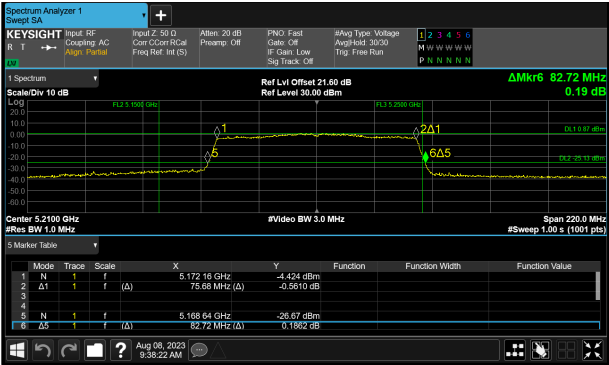 Spectrum Analyzer 1
Swept SA
KEYSIGHT
R T
Input: RF
Coupling: AC
Align: Partial
Input Z: 50 Ω
Corr CCorr RCal
Freq Ref: Int (S)
Atten: 20 dB
Preamp: Off
PNO: Fast
Gate: Off
IF Gain: Low
Sig Track: Off
#Avg Type: Voltage
Avg|Hold: 30/30
Trig: Free Run
1 2 3 4 5 6
M W W W W W
P N N N N N
1 Spectrum
Scale/Div 10 dB
Ref Lvl Offset 21.60 dB
Ref Level 30.00 dBm
ΔMkr6 82.72 MHz
0.19 dB
Log
20.0
10.0
0.00
-10.0
-20.0
-30.0
-40.0
-50.0
-60.0
FL2 5.1500 GHz
FL3 5.2500 GHz
1
2Δ1
5
6Δ5
DL1 0.87 dBm
DL2 -25.13 dBm
Center 5.2100 GHz
#Res BW 1.0 MHz
#Video BW 3.0 MHz
Span 220.0 MHz
#Sweep 1.00 s (1001 pts)
5 Marker Table
Mode Trace Scale X Y Function Function Width Function Value
1 N 1 f 5.172 16 GHz -4.424 dBm
2 Δ1 1 f (Δ) 75.68 MHz (Δ) -0.5610 dB
3
4
5 N 1 f 5.168 64 GHz -26.67 dBm
6 Δ5 1 f (Δ) 82.72 MHz (Δ) 0.1862 dB
?
Aug 08, 2023
9:38:22 AM